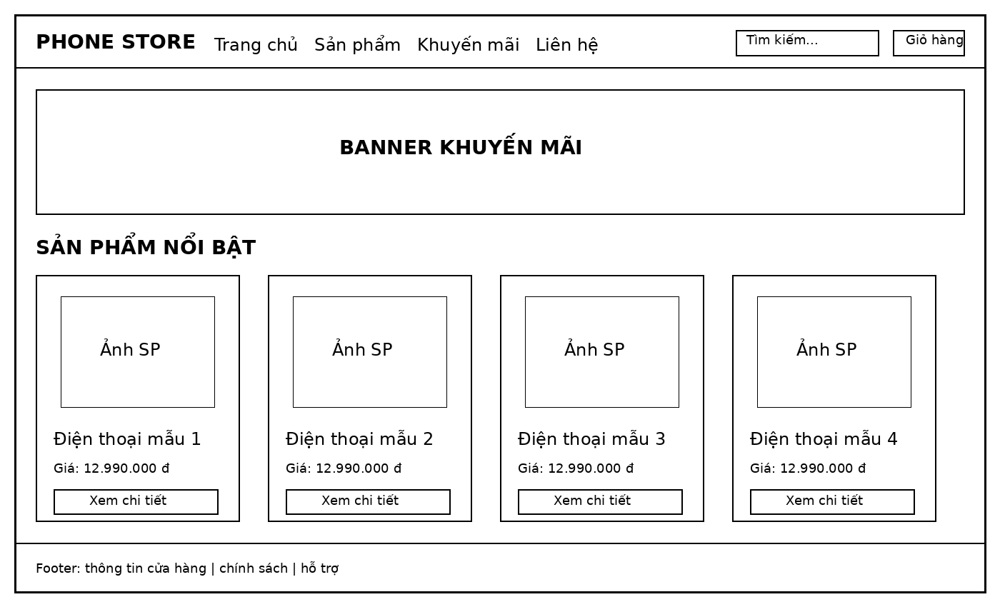 PHONE STORE Trang chủ Sản phẩm Khuyến mãi Liên hệ Tìm kiếm... Giỏ hàng
BANNER KHUYẾN MÃI
SẢN PHẨM NỔI BẬT
Ảnh SP Ảnh SP Ảnh SP Ảnh SP
Điện thoại mẫu 1 Điện thoại mẫu 2 Điện thoại mẫu 3 Điện thoại mẫu 4
Giá: 12.990.000 đ Giá: 12.990.000 đ Giá: 12.990.000 đ Giá: 12.990.000 đ
Xem chi tiết Xem chi tiết Xem chi tiết Xem chi tiết
Footer: thông tin cửa hàng | chính sách | hỗ trợ